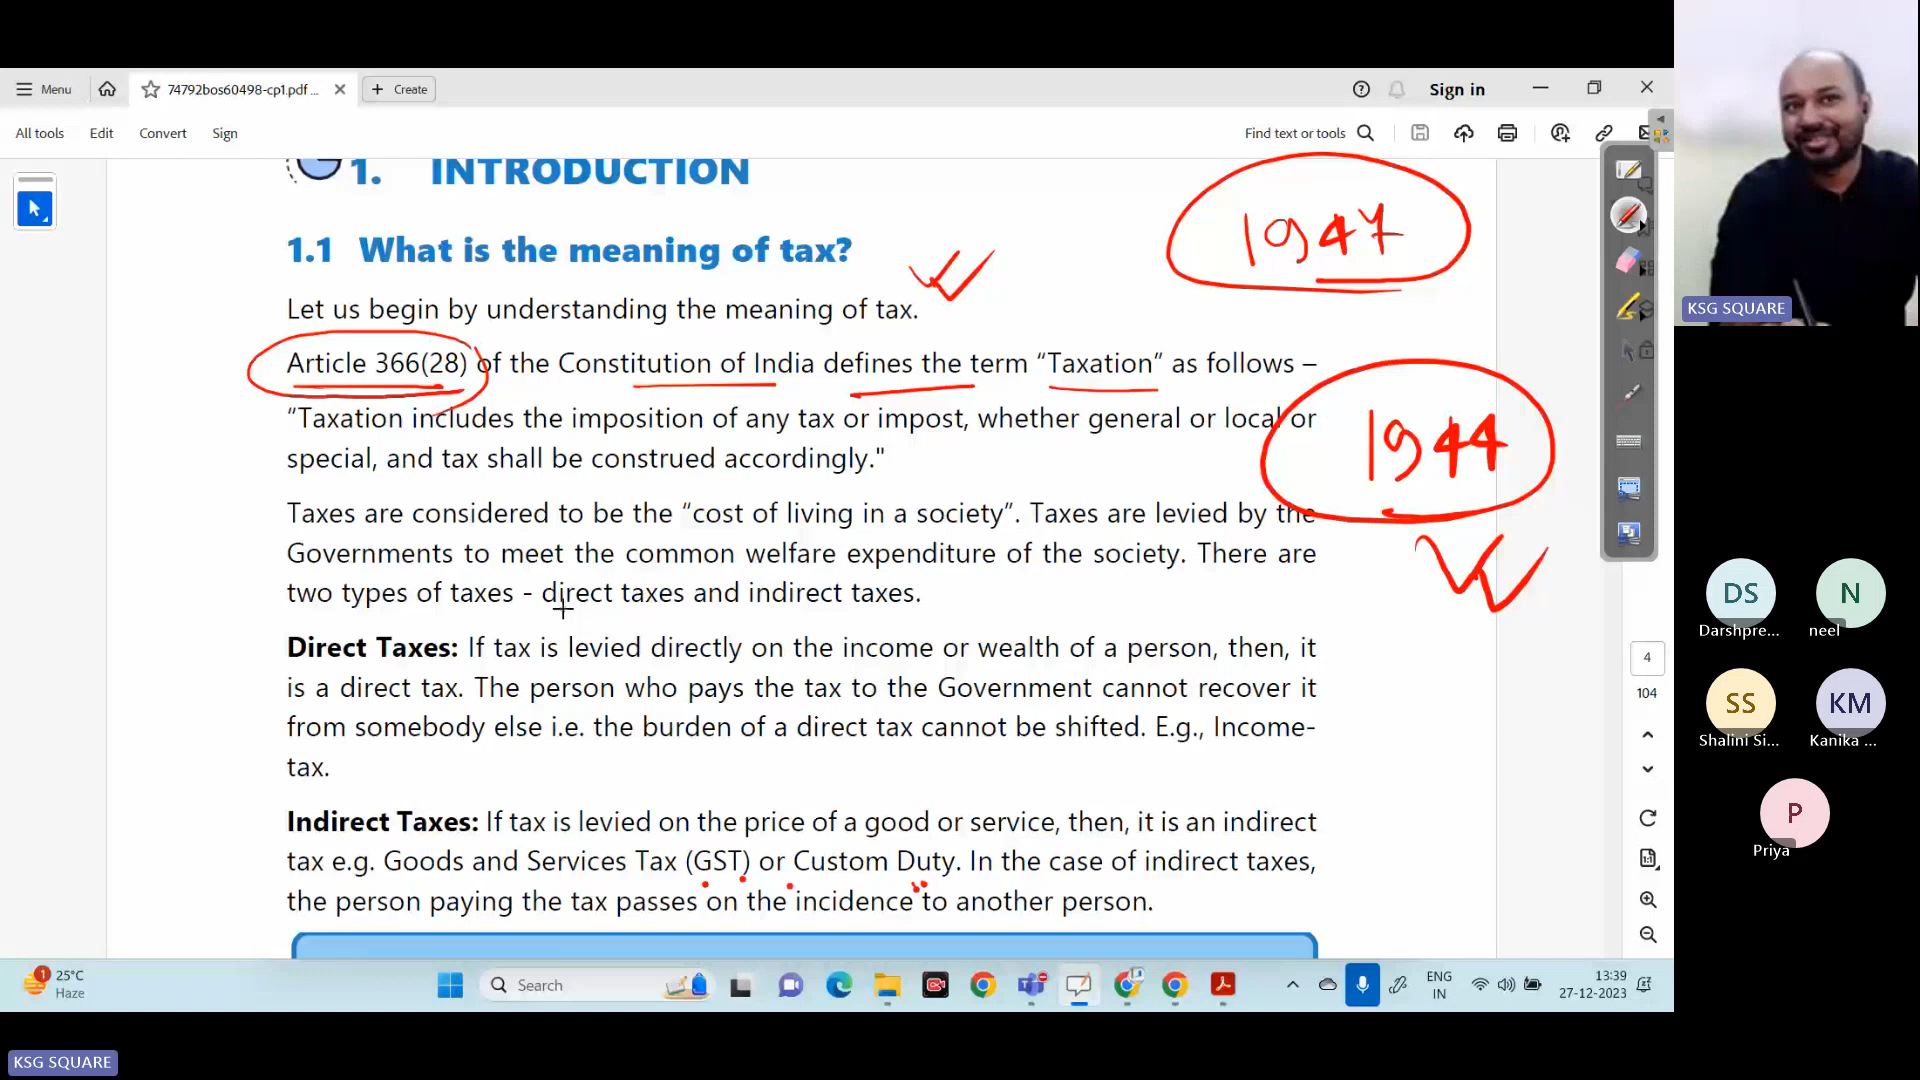 Menu
74792bos60498-cp1.pdf ...
Create
Sign in
All tools
Edit
Convert
Sign
Find text or tools
1. INTRODUCTION
1947
1.1 What is the meaning of tax?
Let us begin by understanding the meaning of tax.
Article 366(28) of the Constitution of India defines the term “Taxation” as follows –
“Taxation includes the imposition of any tax or impost, whether general or local or
special, and tax shall be construed accordingly."
1944
Taxes are considered to be the “cost of living in a society”. Taxes are levied by the
Governments to meet the common welfare expenditure of the society. There are
two types of taxes - direct taxes and indirect taxes.
Direct Taxes: If tax is levied directly on the income or wealth of a person, then, it
is a direct tax. The person who pays the tax to the Government cannot recover it
from somebody else i.e. the burden of a direct tax cannot be shifted. E.g., Income-
tax.
Indirect Taxes: If tax is levied on the price of a good or service, then, it is an indirect
tax e.g. Goods and Services Tax (GST) or Custom Duty. In the case of indirect taxes,
the person paying the tax passes on the incidence to another person.
4
104
1
25°C
Haze
Search
ENG
IN
13:39
27-12-2023
KSG SQUARE
DS
Darshpre...
N
neel
SS
Shalini Si...
KM
Kanika ...
P
Priya
KSG SQUARE